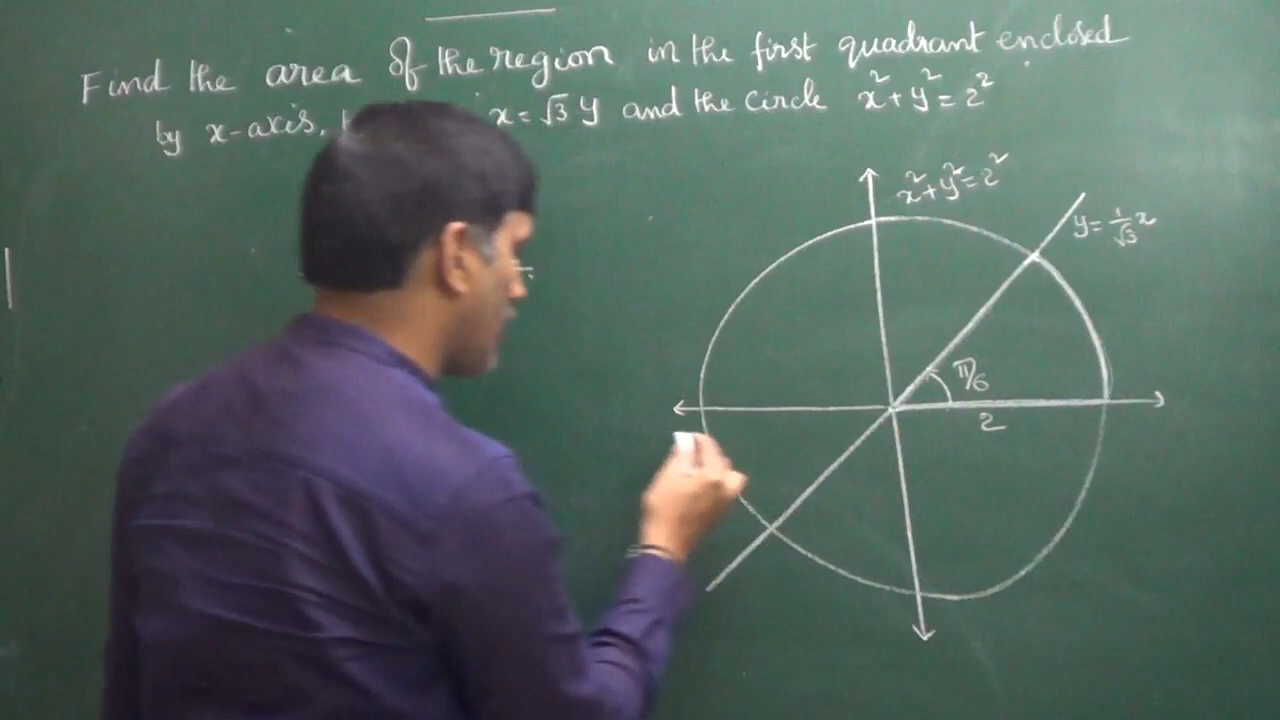 Find the area of the region in the first quadrant enclosed
by x-axis, x = √3 y and the circle x² + y² = 2²
x² + y² = 2²
y = 1/√3 x
π/6
2